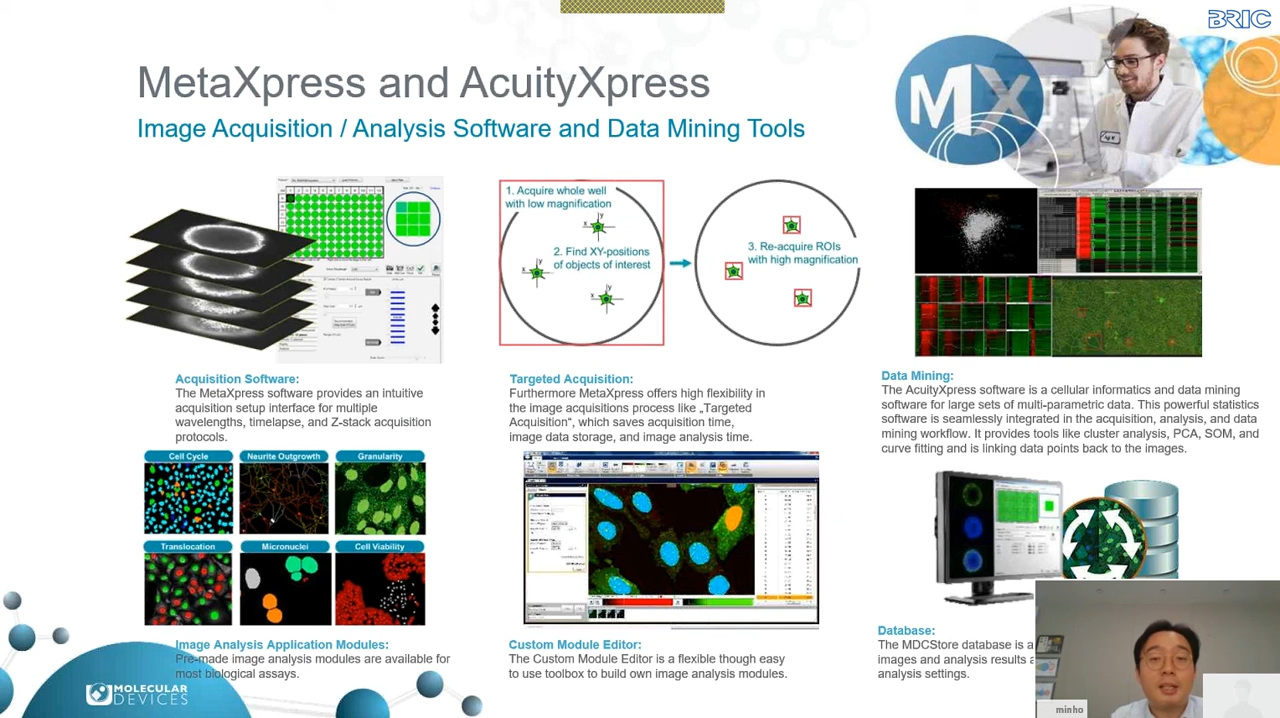 BRIC
MetaXpress and AcuityXpress
Image Acquisition / Analysis Software and Data Mining Tools
MX
1. Acquire whole well
with low magnification
2. Find XY-positions
of objects of interest
3. Re-acquire ROIs
with high magnification
x
y
x
y
x
y
Acquisition Software:
The MetaXpress software provides an intuitive
acquisition setup interface for multiple
wavelengths, timelapse, and Z-stack acquisition
protocols.
Targeted Acquisition:
Furthermore MetaXpress offers high flexibility in
the image acquisitions process like „Targeted
Acquisition“, which saves acquisition time,
image data storage, and image analysis time.
Data Mining:
The AcuityXpress software is a cellular informatics and data mining
software for large sets of multi-parametric data. This powerful statistics
software is seamlessly integrated in the acquisition, analysis, and data
mining workflow. It provides tools like cluster analysis, PCA, SOM, and
curve fitting and is linking data points back to the images.
Cell Cycle
Neurite Outgrowth
Granularity
Translocation
Micronuclei
Cell Viability
Image Analysis Application Modules:
Pre-made image analysis modules are available for
most biological assays.
Custom Module Editor:
The Custom Module Editor is a flexible though easy
to use toolbox to build own image analysis modules.
Database:
The MDCStore database is a
images and analysis results
analysis settings.
MOLECULAR
DEVICES
minho